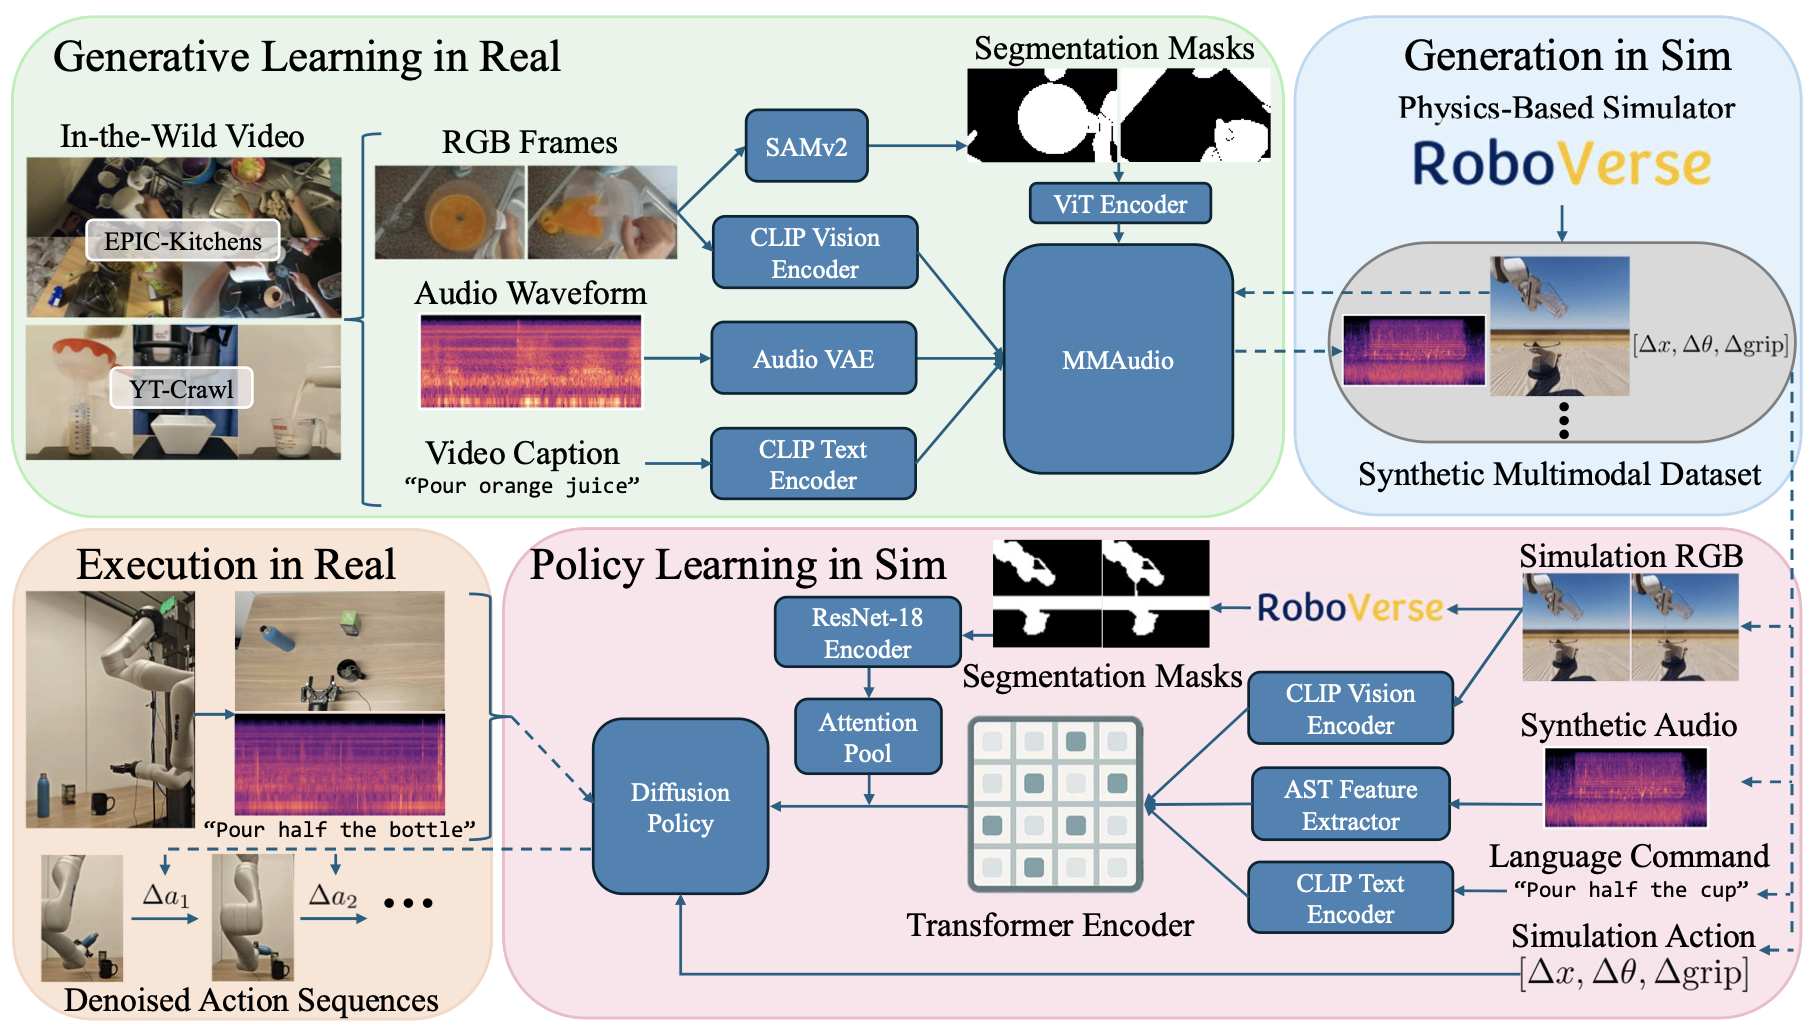 Generative Learning in Real
In-the-Wild Video
EPIC-Kitchens
YT-Crawl
RGB Frames
Audio Waveform
Video Caption
“Pour orange juice”
SAMv2
CLIP Vision
Encoder
Audio VAE
CLIP Text
Encoder
Segmentation Masks
ViT Encoder
MMAudio
Generation in Sim
Physics-Based Simulator
RoboVerse
[Δx, Δθ, Δgrip]
Synthetic Multimodal Dataset
Execution in Real
“Pour half the bottle”
Δa₁
Δa₂
Denoised Action Sequences
Policy Learning in Sim
ResNet-18
Encoder
Attention
Pool
Diffusion
Policy
Segmentation Masks
RoboVerse
Transformer Encoder
CLIP Vision
Encoder
AST Feature
Extractor
CLIP Text
Encoder
Simulation RGB
Synthetic Audio
Language Command
“Pour half the cup”
Simulation Action
[Δx, Δθ, Δgrip]